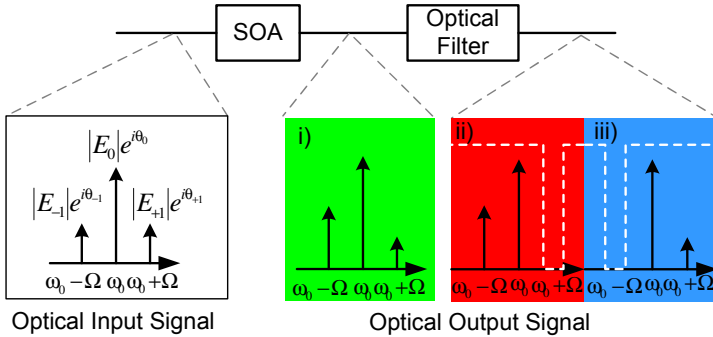 SOA
Optical
Filter
|E₀|e^{iθ₀}
|E₋₁|e^{iθ₋₁} |E₊₁|e^{iθ₊₁}
ω₀ − Ω ω₀ ω₀ + Ω
i)
ω₀ − Ω ω₀ ω₀ + Ω
ii)
ω₀ − Ω ω₀ ω₀ + Ω
iii)
ω₀ − Ω ω₀ ω₀ + Ω
Optical Input Signal
Optical Output Signal